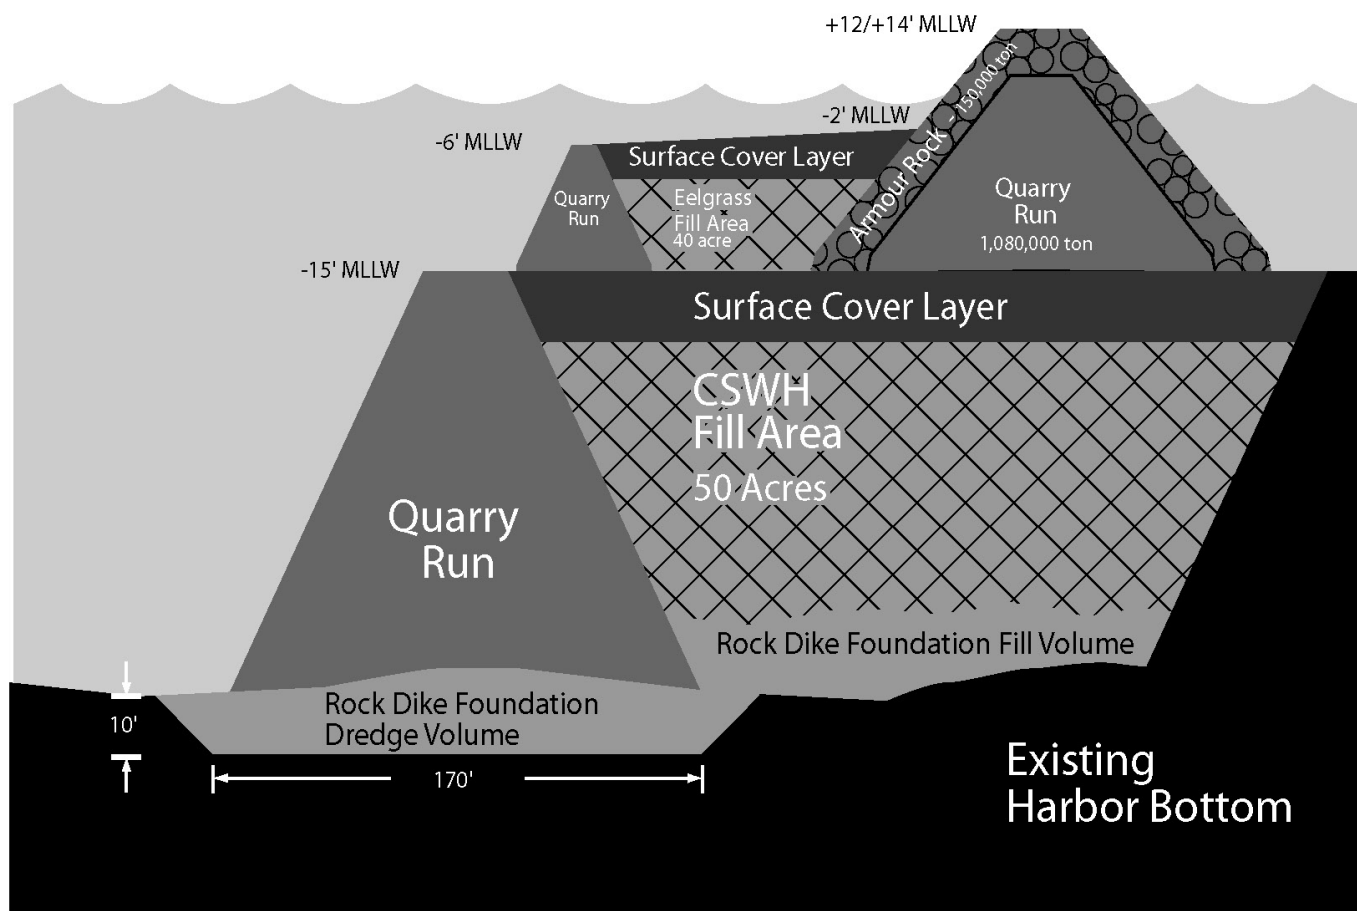 +12/+14' MLLW
-2' MLLW
-6' MLLW
Surface Cover Layer
Armour Rock - 150,000 ton
Quarry
Run
Eelgrass
Fill Area
40 acre
Quarry
Run
1,080,000 ton
-15' MLLW
Surface Cover Layer
CSWH
Fill Area
50 Acres
Quarry
Run
Rock Dike Foundation Fill Volume
Rock Dike Foundation
Dredge Volume
10'
170'
Existing
Harbor Bottom